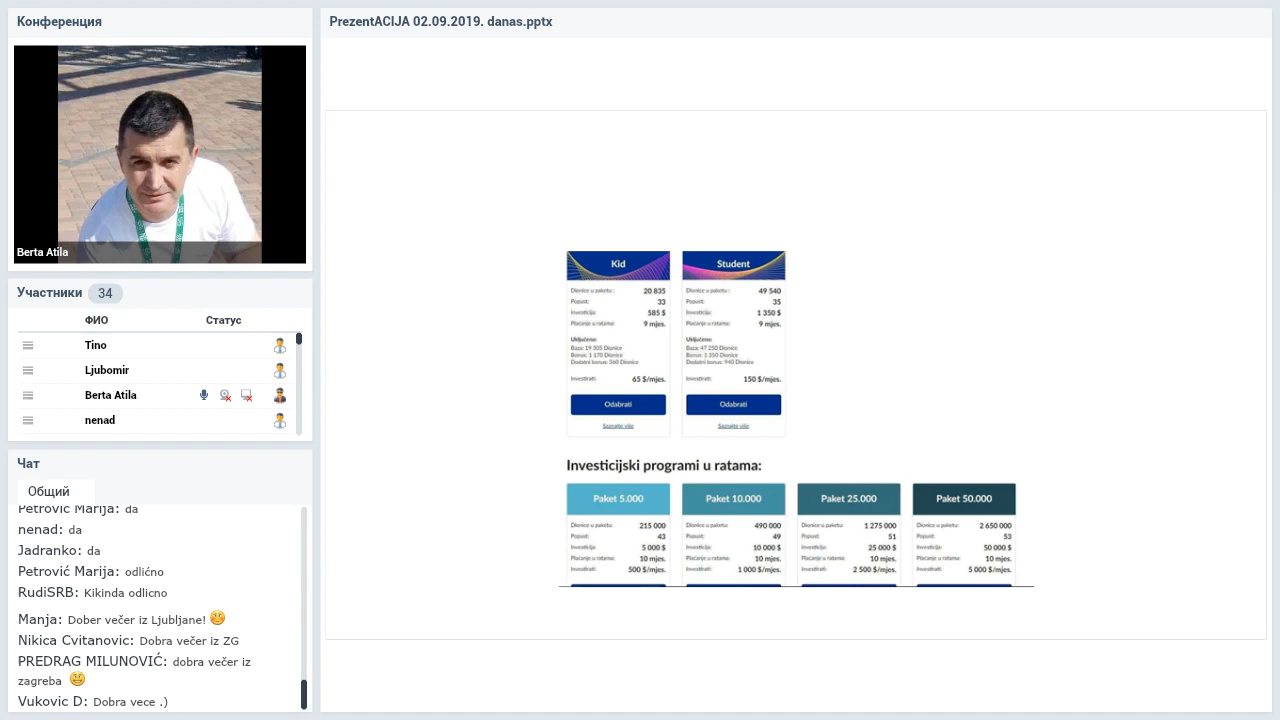 Конференция
Berta Atila
Участники 34
ФИО Статус
Tino
Ljubomir
Berta Atila
nenad
Чат
Общий
Petrović Marija: da
nenad: da
Jadranko: da
Petrović Marija: odlićno
RudiSRB: Kikinda odlicno
Manja: Dober večer iz Ljubljane!
Nikica Cvitanovic: Dobra večer iz ZG
PREDRAG MILUNOVIĆ: dobra večer iz
zagreba
Vukovic D: Dobra vece .)
PrezentACIJA 02.09.2019. danas.pptx
Kid
Dionice u paketu : 20 835
Popust: 33
Investicija: 585 $
Plaćanje u ratama: 9 mjes.
Uključeno:
Baza: 19 305 Dionice
Bonus: 1 170 Dionice
Dodatni bonus: 360 Dionice
Investirati: 65 $/mjes.
Odabrati
Saznajte više
Student
Dionice u paketu : 49 540
Popust: 35
Investicija: 1 350 $
Plaćanje u ratama: 9 mjes.
Uključeno:
Baza: 47 250 Dionice
Bonus: 1 350 Dionice
Dodatni bonus: 940 Dionice
Investirati: 150 $/mjes.
Odabrati
Saznajte više
Investicijski programi u ratama:
Paket 5.000
Dionice u paketu: 215 000
Popust: 43
Investicija: 5 000 $
Plaćanje u ratama: 10 mjes.
Investirati: 500 $/mjes.
Paket 10.000
Dionice u paketu: 490 000
Popust: 49
Investicija: 10 000 $
Plaćanje u ratama: 10 mjes.
Investirati: 1 000 $/mjes.
Paket 25.000
Dionice u paketu: 1 275 000
Popust: 51
Investicija: 25 000 $
Plaćanje u ratama: 10 mjes.
Investirati: 2 500 $/mjes.
Paket 50.000
Dionice u paketu: 2 650 000
Popust: 53
Investicija: 50 000 $
Plaćanje u ratama: 10 mjes.
Investirati: 5 000 $/mjes.